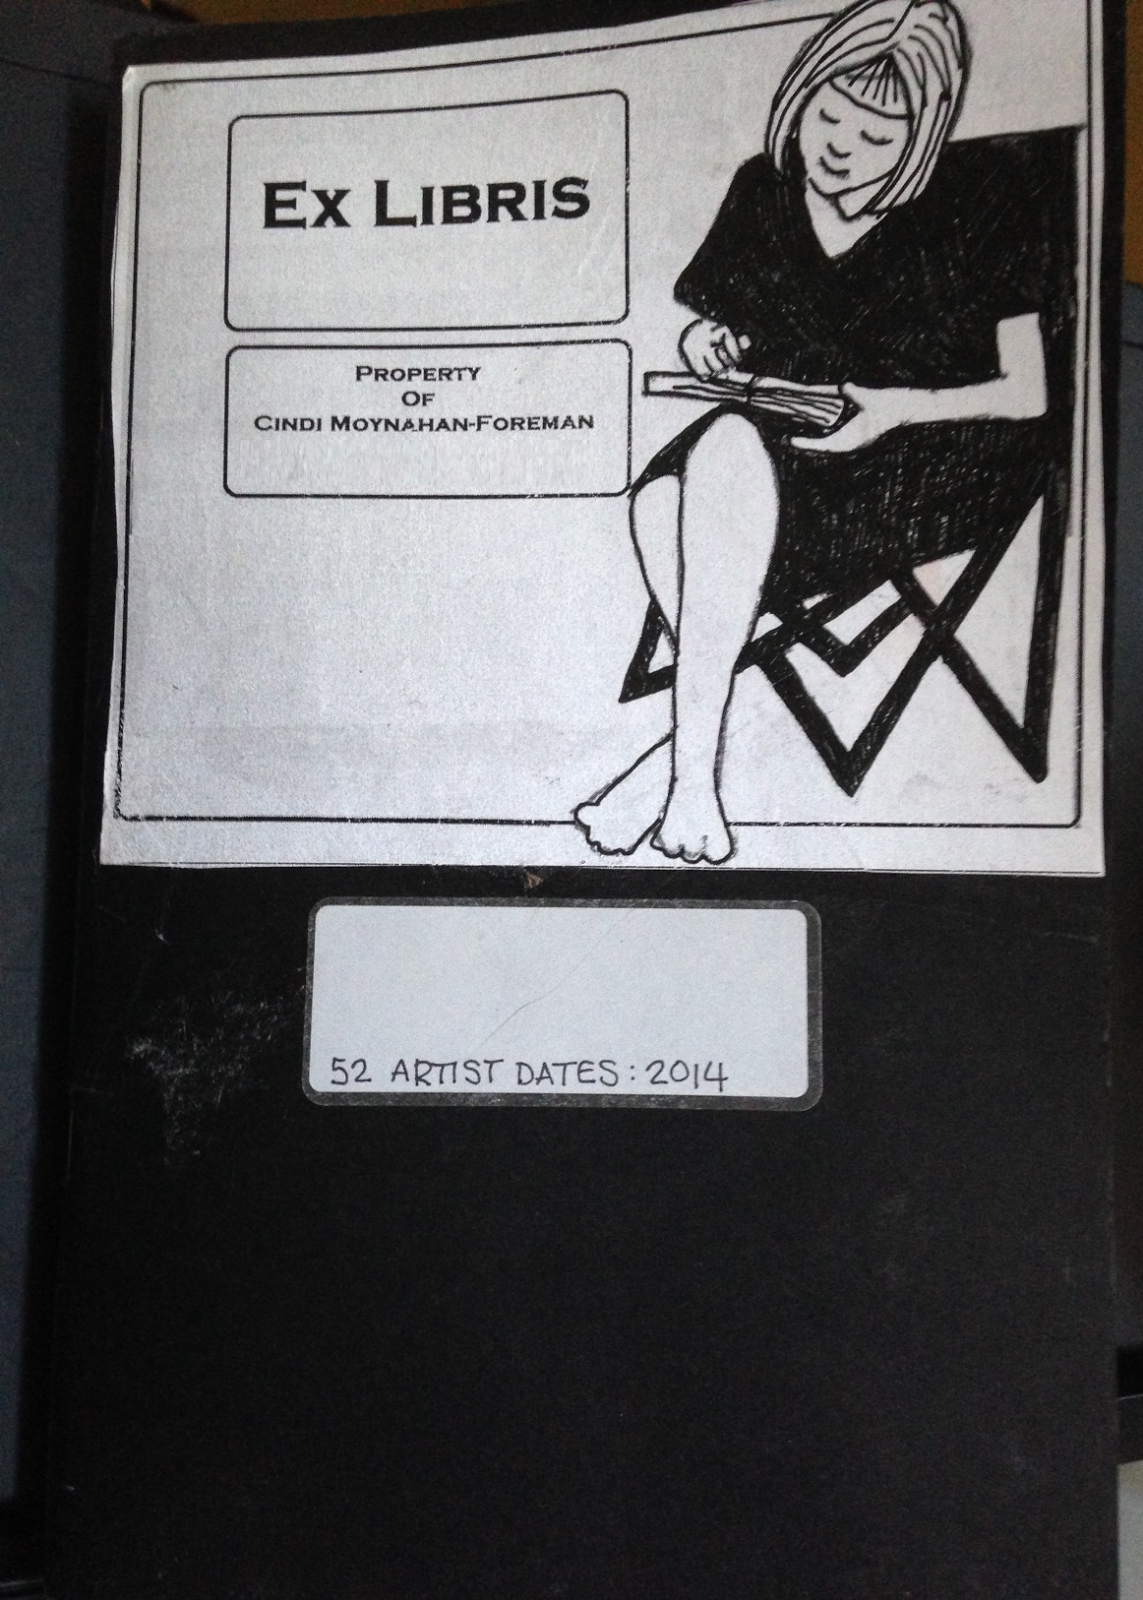 Ex Libris
Property
Of
Cindi Moynahan-Foreman
52 ARTIST DATES: 2014